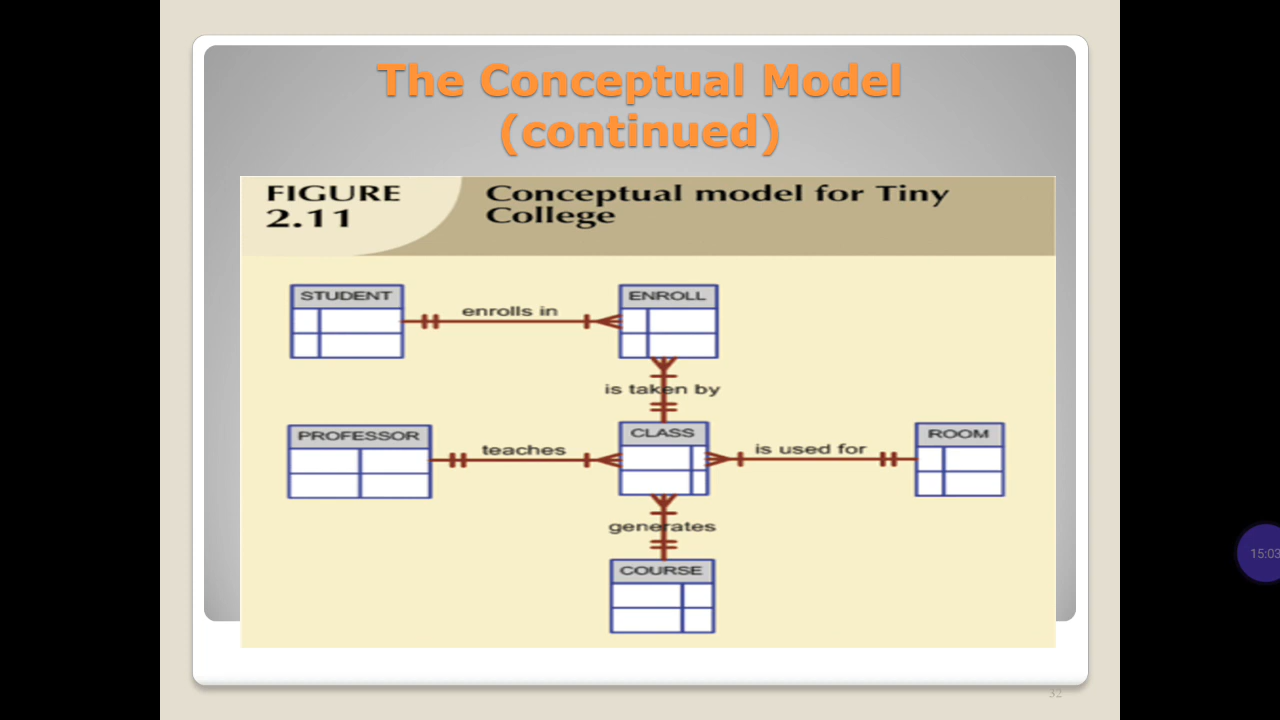 The Conceptual Model
(continued)
FIGURE
2.11
Conceptual model for Tiny
College
STUDENT
enrolls in
ENROLL
is taken by
PROFESSOR
teaches
CLASS
is used for
ROOM
generates
COURSE
15:03
32